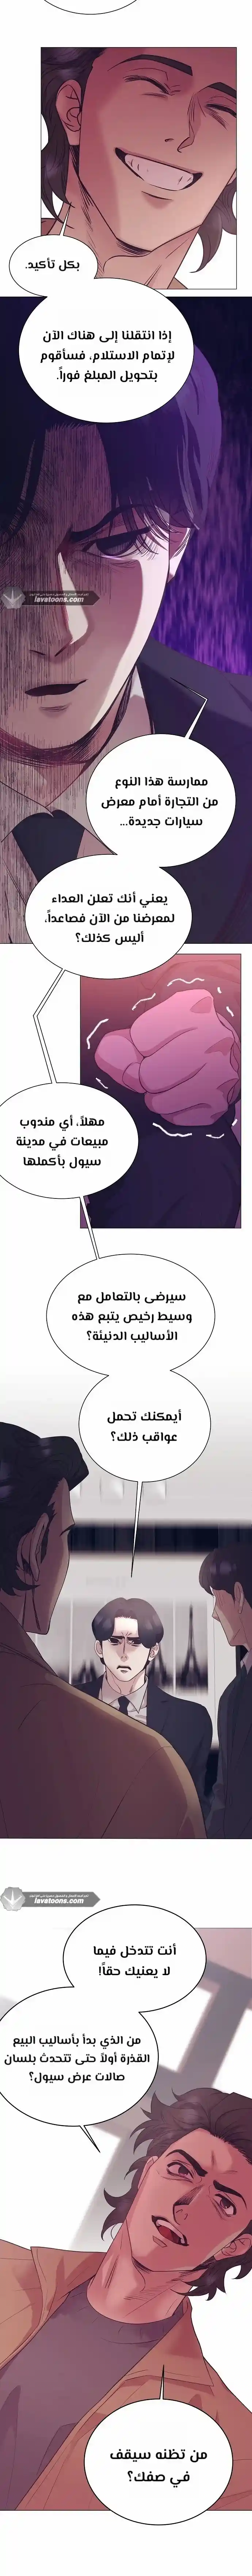 بكل تأكيد.
إذا انتقلنا إلى هناك الآن
لإتمام الاستلام، فسأقوم
بتحويل المبلغ فوراً.
lavatoons.com
ممارسة هذا النوع
من التجارة أمام معرض
سيارات جديدة...
يعني أنك تعلن العداء
لمعرضنا من الآن فصاعداً،
أليس كذلك؟
مهلاً، أي مندوب
مبيعات في مدينة
سيول بأكملها
سيرضى بالتعامل مع
وسيط رخيص يتبع هذه
الأساليب الدنيئة؟
أيمكنك تحمل
عواقب ذلك؟
lavatoons.com
أنت تتدخل فيما
لا يعنيك حقاً!
من الذي بدأ بأساليب البيع
القذرة أولاً حتى تتحدث بلسان
صالات عرض سيول؟
من تظنه سيقف
في صفك؟